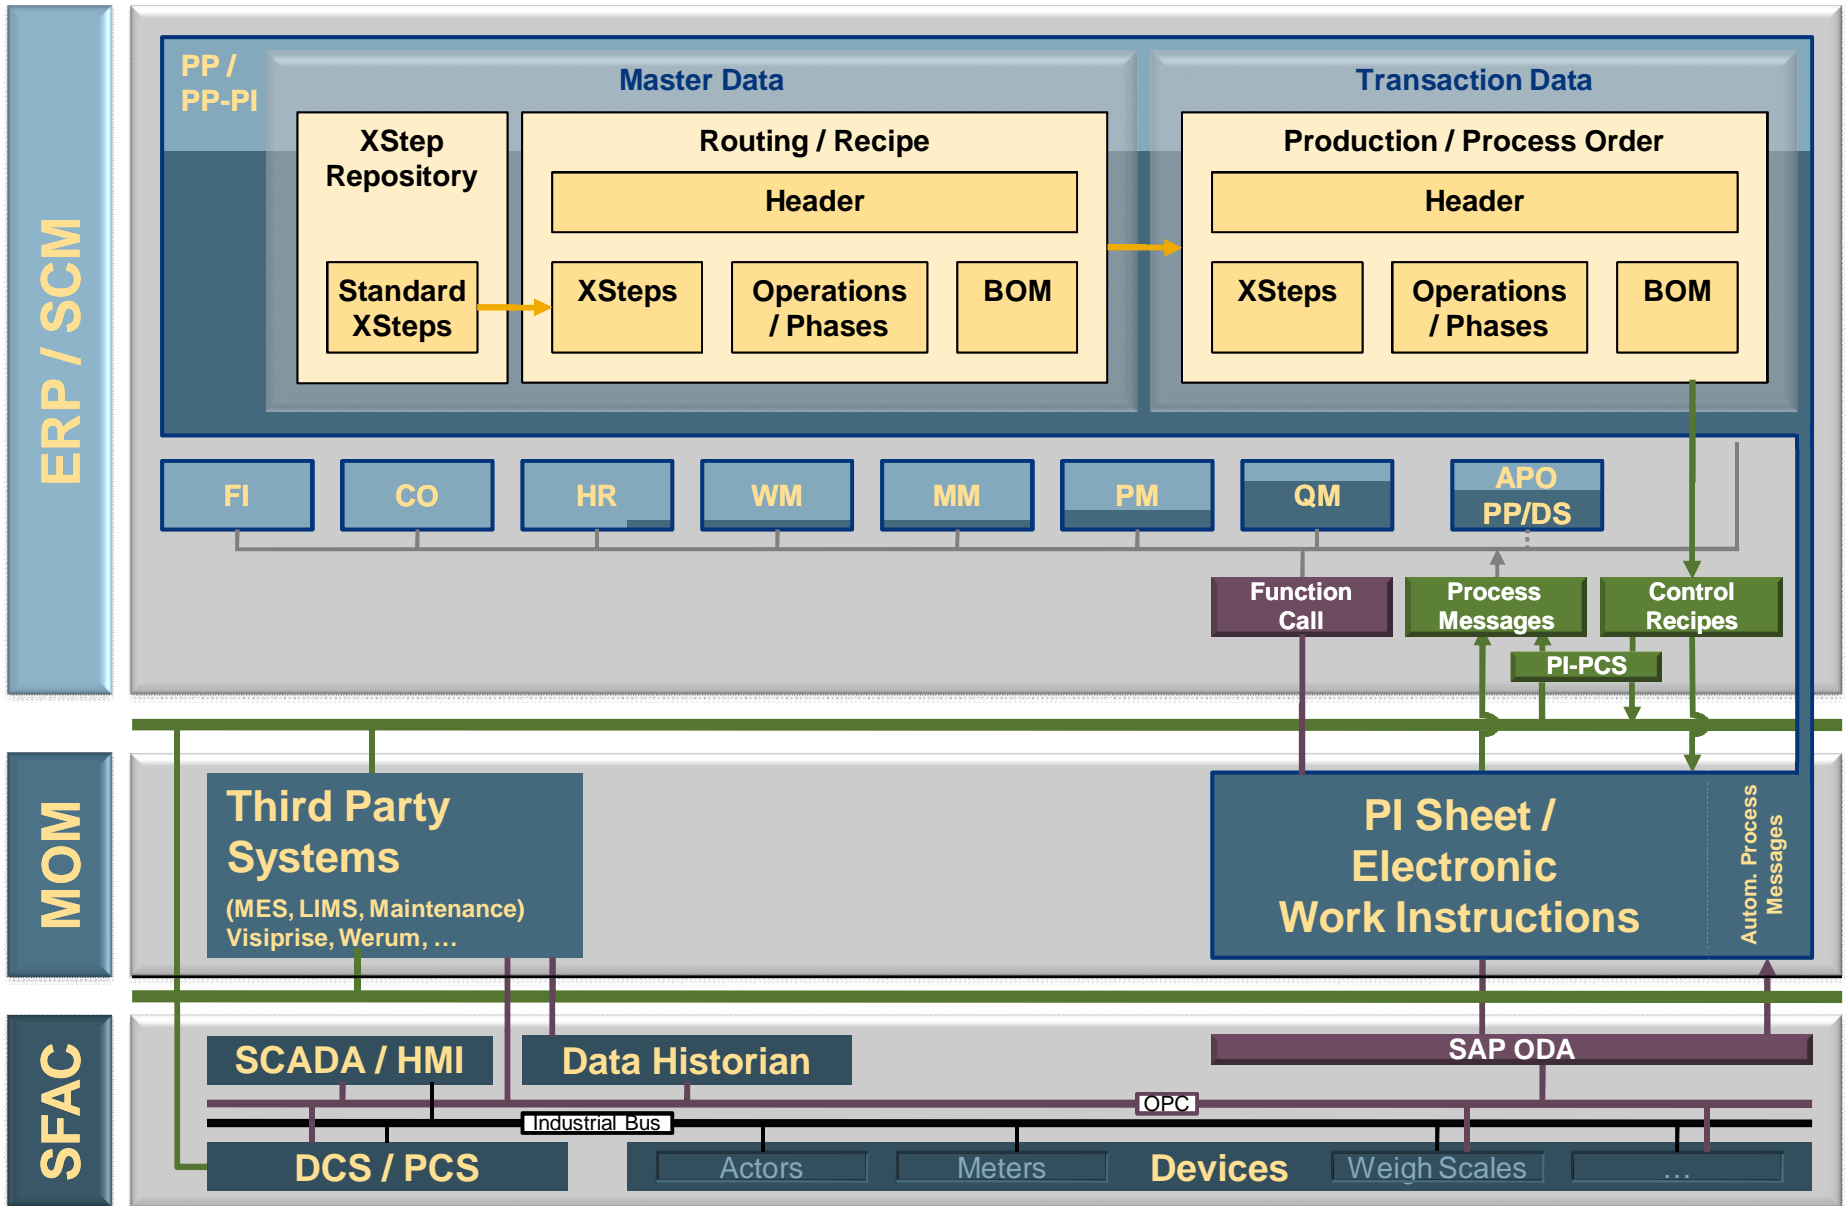 ERP / SCM
PP /
PP-PI
Master Data
Transaction Data
XStep
Repository
Standard
XSteps
Routing / Recipe
Header
XSteps
Operations
/ Phases
BOM
Production / Process Order
Header
XSteps
Operations
/ Phases
BOM
FI
CO
HR
WM
MM
PM
QM
APO
PP/DS
Function
Call
Process
Messages
Control
Recipes
PI-PCS
MOM
Third Party
Systems
(MES, LIMS, Maintenance)
Visiprise, Werum, …
PI Sheet /
Electronic
Work Instructions
Autom. Process
Messages
SFAC
SCADA / HMI
Data Historian
SAP ODA
OPC
Industrial Bus
DCS / PCS
Actors
Meters
Devices
Weigh Scales
…